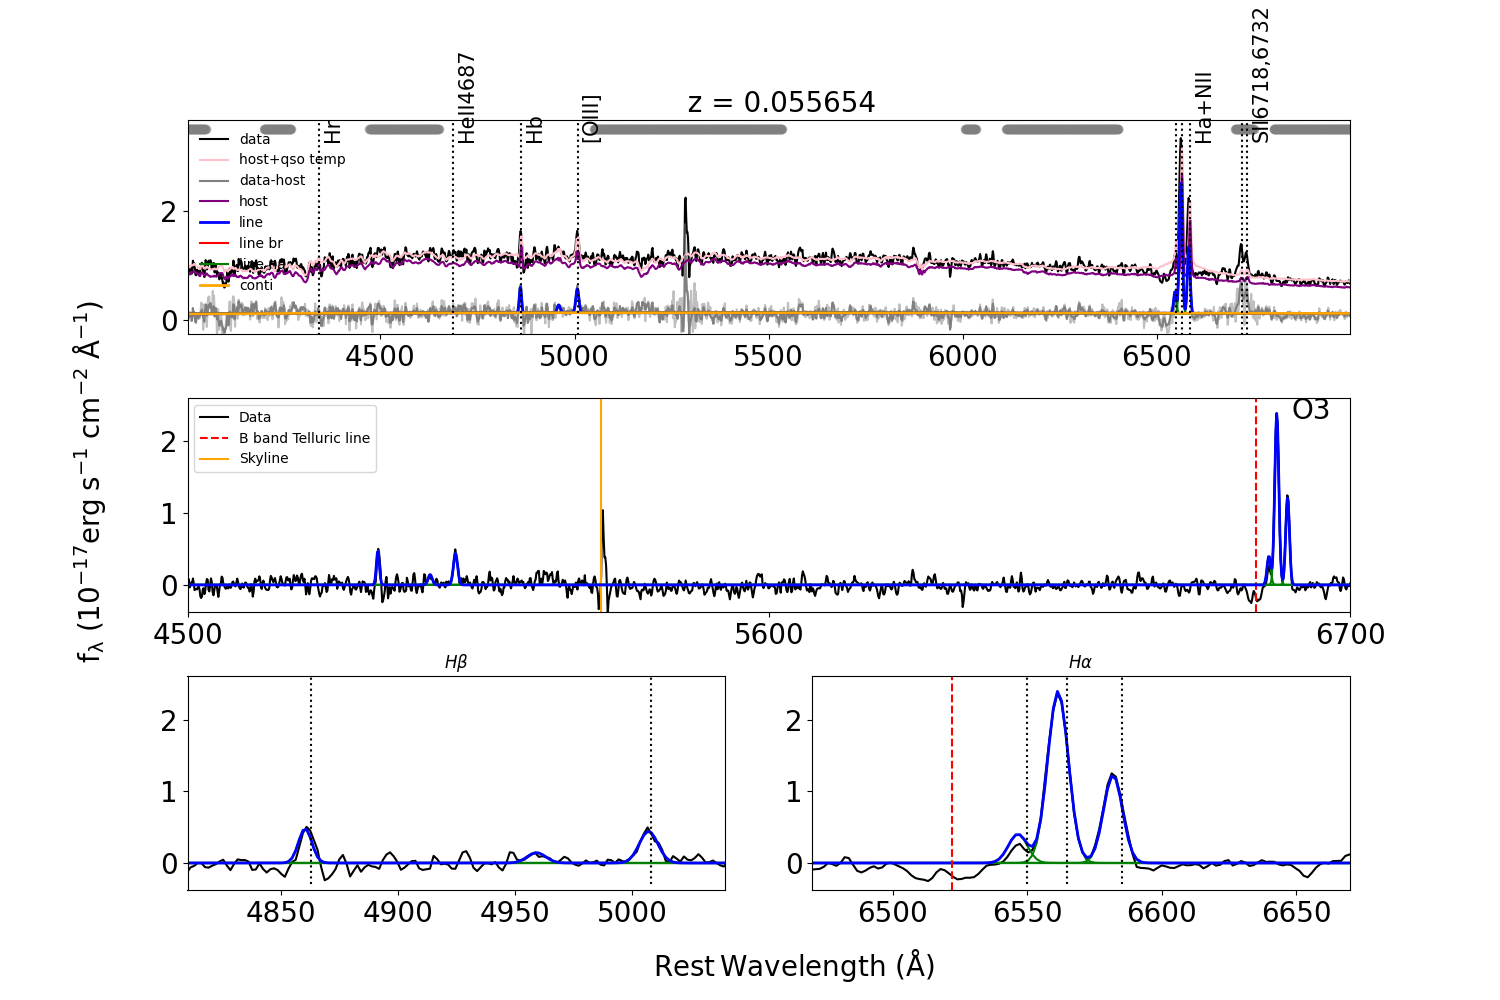 z = 0.055654
Hr
HeII4687
Hb
[OIII]
Ha+NII
SII6718,6732
data
host+qso temp
data-host
host
line
line br
conti
2
0
4500 5000 5500 6000 6500
fλ (10−17erg s−1 cm−2 Å−1)
Data
B band Telluric line
Skyline
O3
2
1
0
4500 5600 6700
Hβ
2
1
0
4850 4900 4950 5000
Hα
2
1
0
6500 6550 6600 6650
Rest Wavelength (Å)